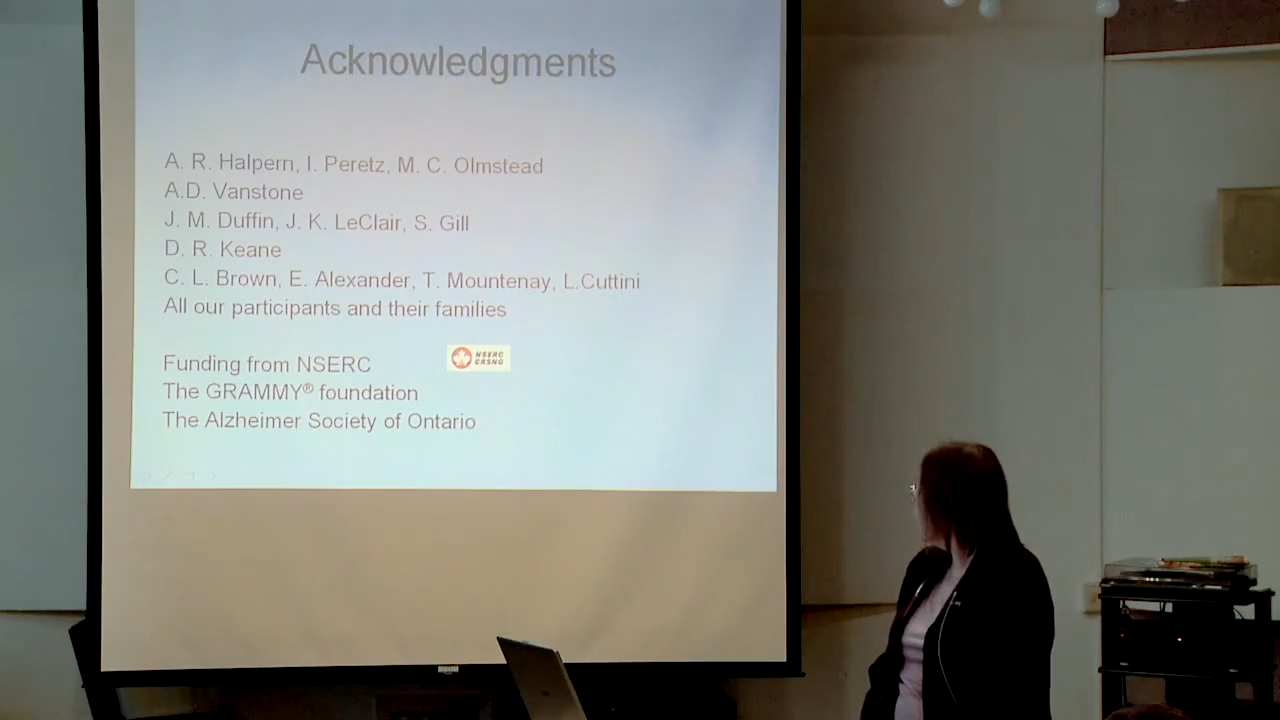 Acknowledgments
A. R. Halpern, I. Peretz, M. C. Olmstead
A.D. Vanstone
J. M. Duffin, J. K. LeClair, S. Gill
D. R. Keane
C. L. Brown, E. Alexander, T. Mountenay, L.Cuttini
All our participants and their families
NSERC
CRSNG
Funding from NSERC
The GRAMMY® foundation
The Alzheimer Society of Ontario